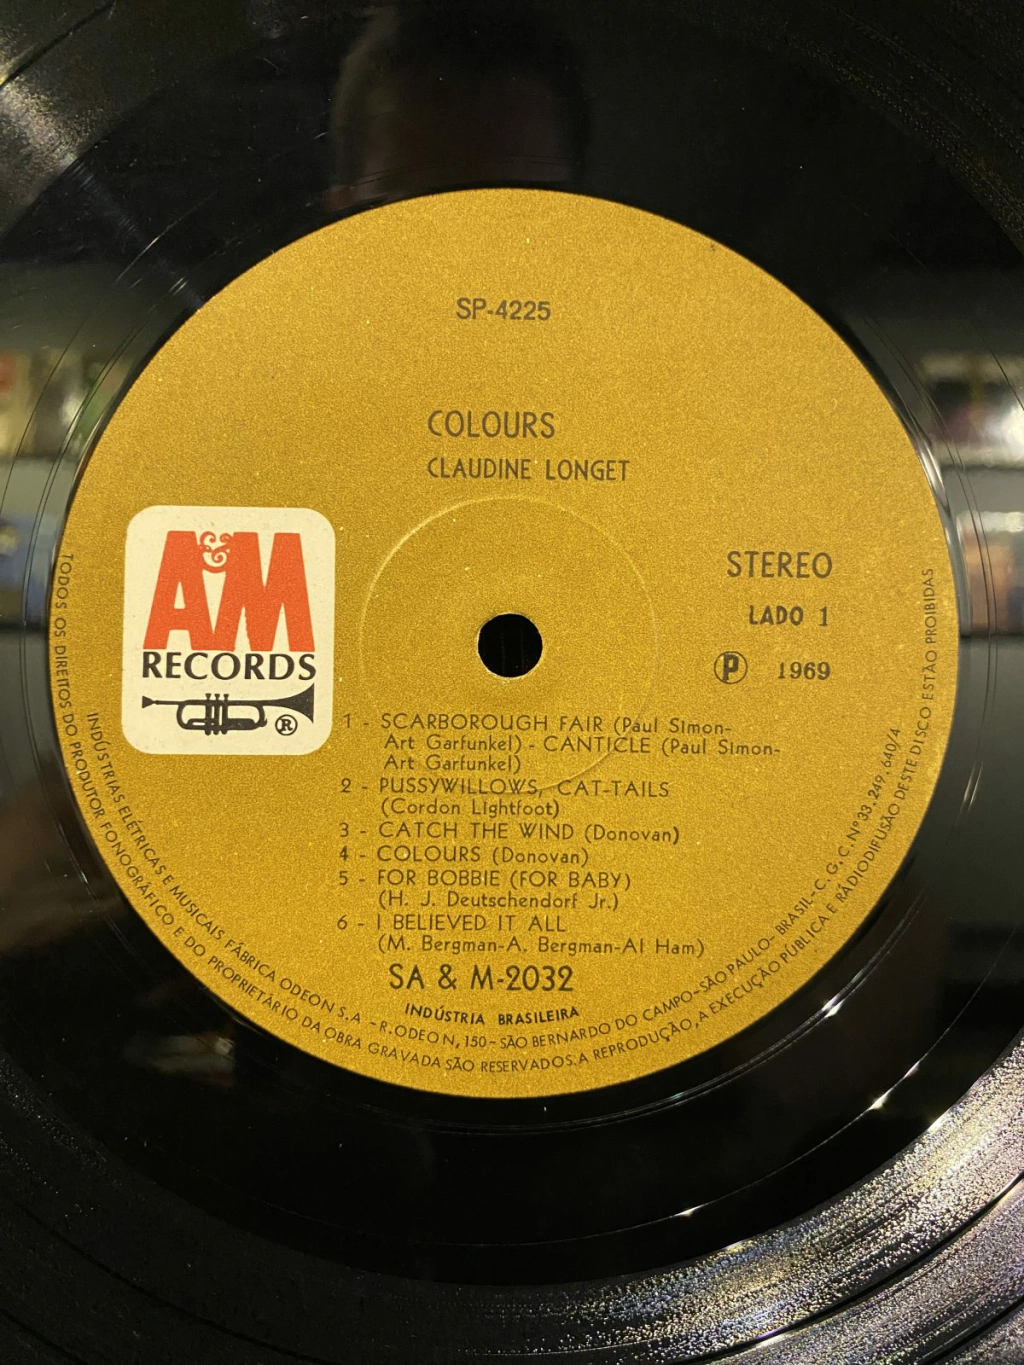 SP-4225
COLOURS
CLAUDINE LONGET
A&M
RECORDS
®
STEREO
LADO 1
Ⓟ 1969
1 - SCARBOROUGH FAIR (Paul Simon-
Art Garfunkel) - CANTICLE (Paul Simon-
Art Garfunkel)
2 - PUSSYWILLOWS, CAT-TAILS
(Cordon Lightfoot)
3 - CATCH THE WIND (Donovan)
4 - COLOURS (Donovan)
5 - FOR BOBBIE (FOR BABY)
(H. J. Deutschendorf Jr.)
6 - I BELIEVED IT ALL
(M. Bergman-A. Bergman-Al Ham)
SA & M-2032
INDÚSTRIA BRASILEIRA
INDÚSTRIAS ELÉTRICAS E MUSICAIS FÁBRICA ODEON S.A - R. ODEON, 150 - SÃO BERNARDO DO CAMPO-SÃO PAULO-BRASIL-C. G. C. Nº 33.249.640/4
TODOS OS DIREITOS DO PRODUTOR FONOGRÁFICO E DO PROPRIETÁRIO DA OBRA GRAVADA SÃO RESERVADOS. A REPRODUÇÃO, A EXECUÇÃO PÚBLICA E RÁDIODIFUSÃO DESTE DISCO ESTÃO PROIBIDAS